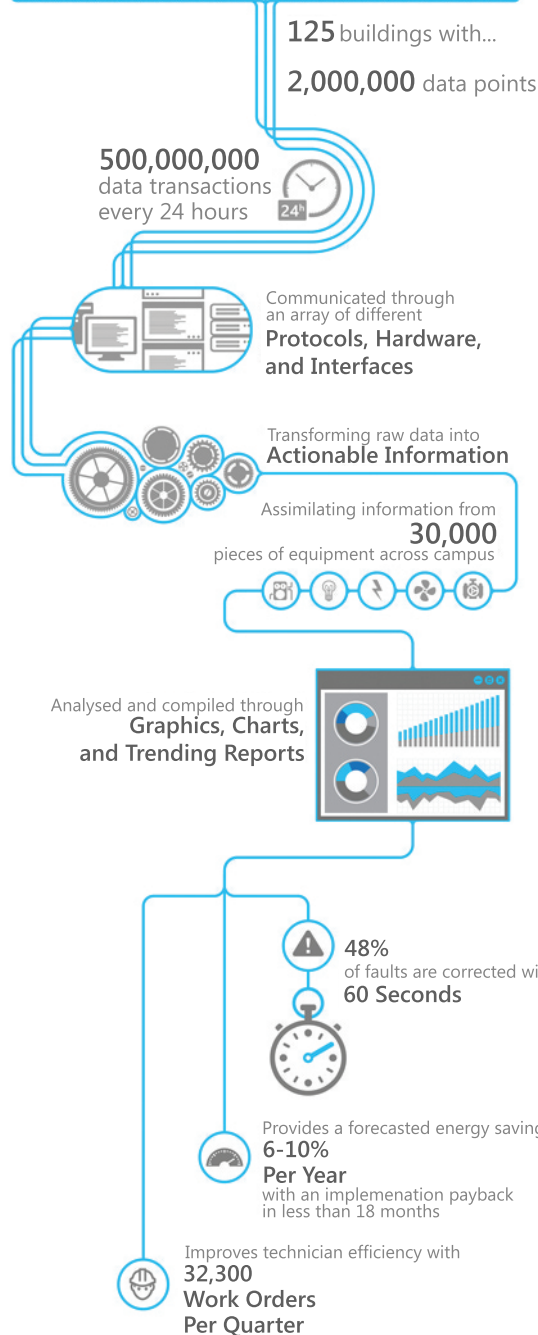 125 buildings with...
2,000,000 data points
500,000,000
data transactions
every 24 hours
24h
Communicated through
an array of different
Protocols, Hardware,
and Interfaces
Transforming raw data into
Actionable Information
Assimilating information from
30,000
pieces of equipment across campus
Analysed and compiled through
Graphics, Charts,
and Trending Reports
48%
of faults are corrected wi
60 Seconds
Provides a forecasted energy saving
6-10%
Per Year
with an implemenation payback
in less than 18 months
Improves technician efficiency with
32,300
Work Orders
Per Quarter